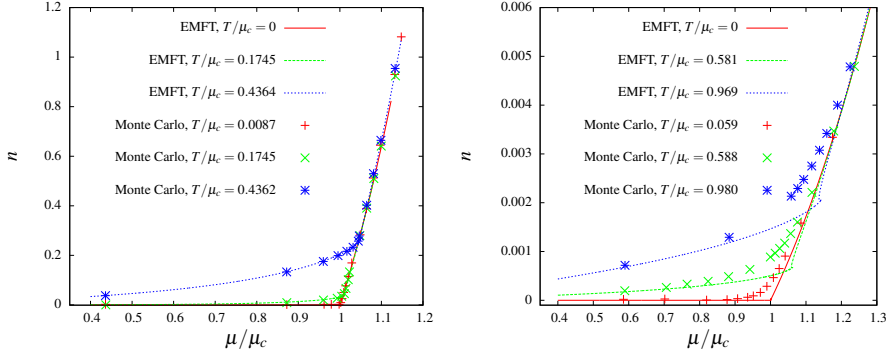 EMFT, T/μc = 0
EMFT, T/μc = 0.1745
EMFT, T/μc = 0.4364
Monte Carlo, T/μc = 0.0087
Monte Carlo, T/μc = 0.1745
Monte Carlo, T/μc = 0.4362
n
1.2
1
0.8
0.6
0.4
0.2
0
0.4 0.5 0.6 0.7 0.8 0.9 1.0 1.1 1.2
μ/μc
EMFT, T/μc = 0
EMFT, T/μc = 0.581
EMFT, T/μc = 0.969
Monte Carlo, T/μc = 0.059
Monte Carlo, T/μc = 0.588
Monte Carlo, T/μc = 0.980
n
0.006
0.005
0.004
0.003
0.002
0.001
0
0.4 0.5 0.6 0.7 0.8 0.9 1.0 1.1 1.2 1.3
μ/μc